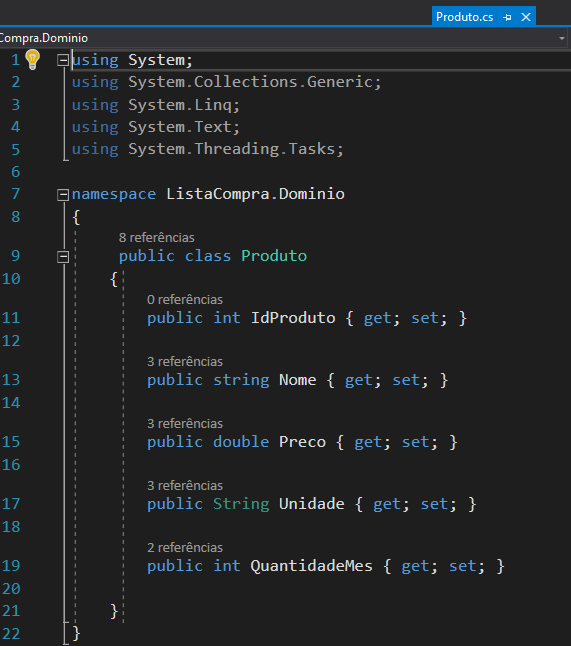 Produto.cs
Compra.Dominio
1 using System;
2 using System.Collections.Generic;
3 using System.Linq;
4 using System.Text;
5 using System.Threading.Tasks;
6
7 namespace ListaCompra.Dominio
8 {
8 referências
9 public class Produto
10 {
0 referências
11 public int IdProduto { get; set; }
12
3 referências
13 public string Nome { get; set; }
14
3 referências
15 public double Preco { get; set; }
16
3 referências
17 public String Unidade { get; set; }
18
2 referências
19 public int QuantidadeMes { get; set; }
20
21 }
22 }